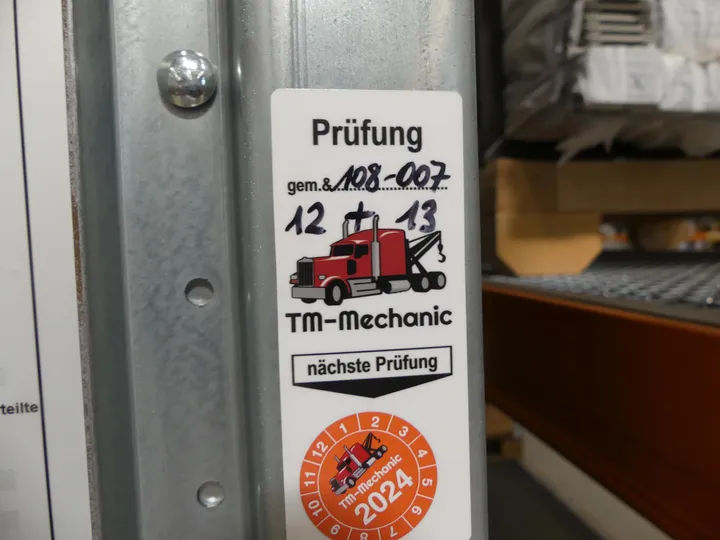 Prüfung
gem.& 108-007
12 + 13
TM-Mechanic
nächste Prüfung
12 1 2 3 4 5 6 7 8 9 10 11
TM-Mechanic
2024
teilte